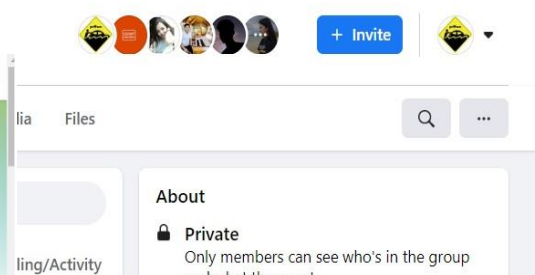 + Invite
lia Files
About
Private
Only members can see who's in the group
ling/Activity